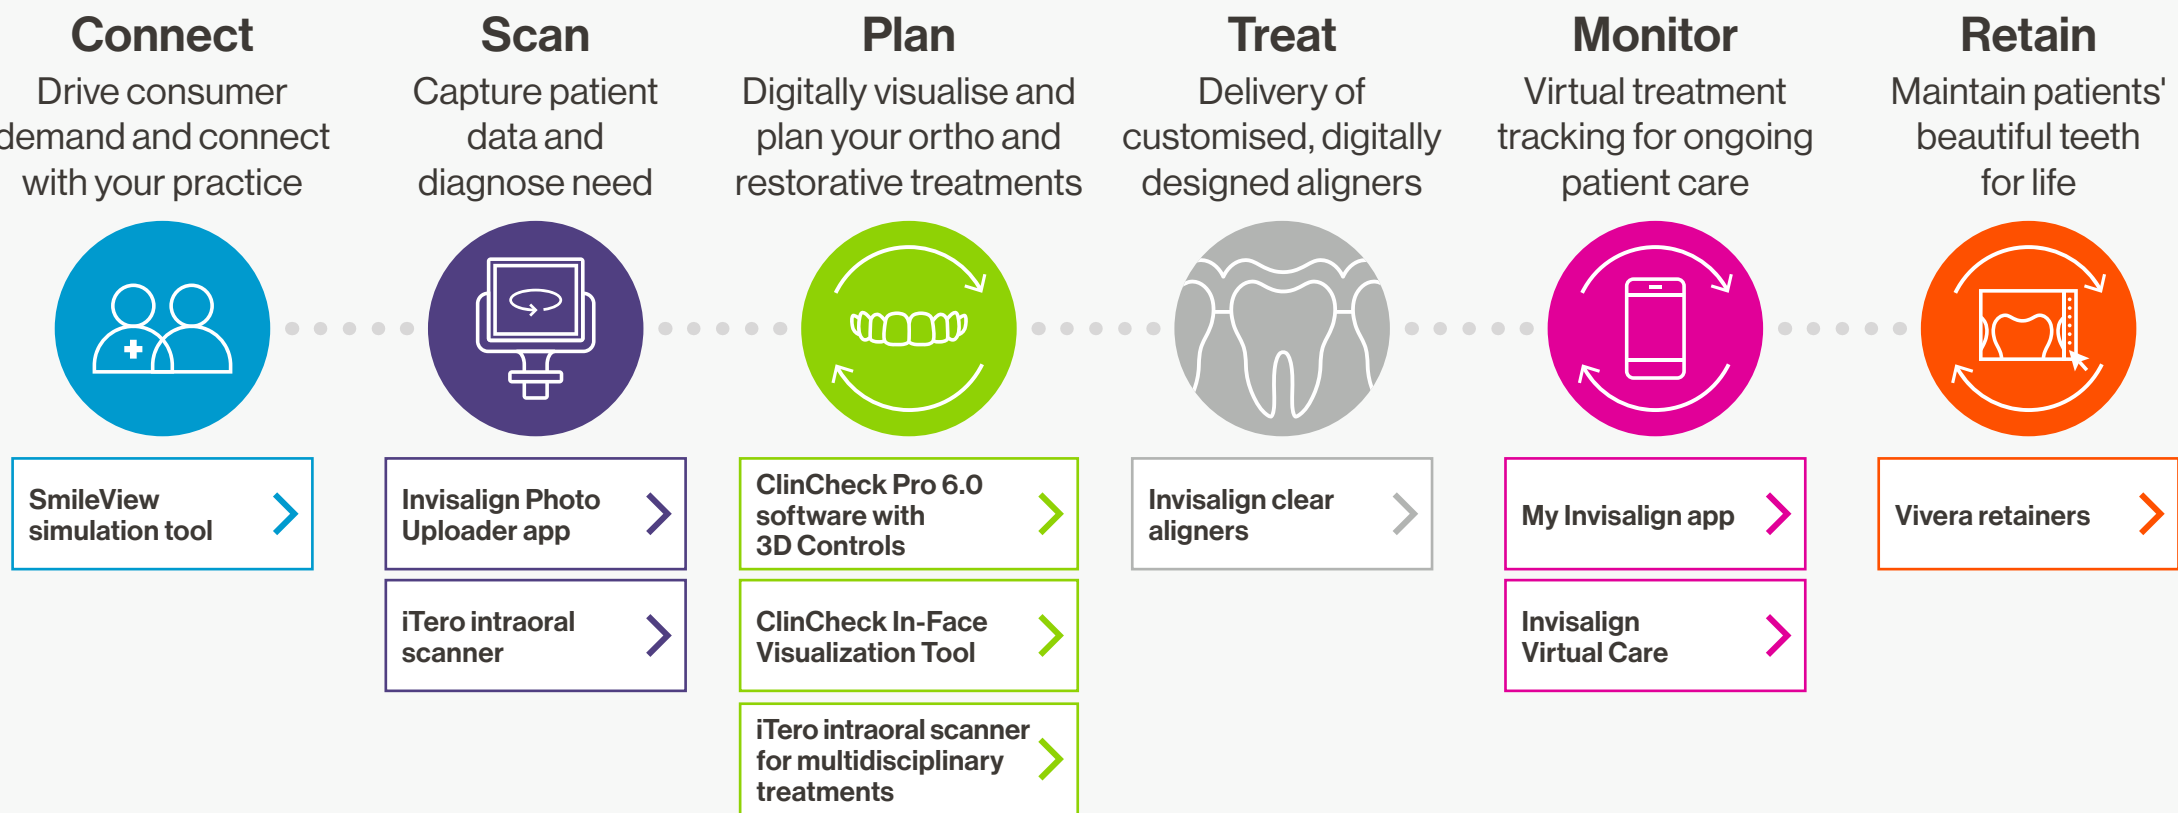 Connect
Drive consumer
demand and connect
with your practice
Scan
Capture patient
data and
diagnose need
Plan
Digitally visualise and
plan your ortho and
restorative treatments
Treat
Delivery of
customised, digitally
designed aligners
Monitor
Virtual treatment
tracking for ongoing
patient care
Retain
Maintain patients'
beautiful teeth
for life
SmileView
simulation tool
Invisalign Photo
Uploader app
iTero intraoral
scanner
ClinCheck Pro 6.0
software with
3D Controls
ClinCheck In-Face
Visualization Tool
iTero intraoral scanner
for multidisciplinary
treatments
Invisalign clear
aligners
My Invisalign app
Invisalign
Virtual Care
Vivera retainers